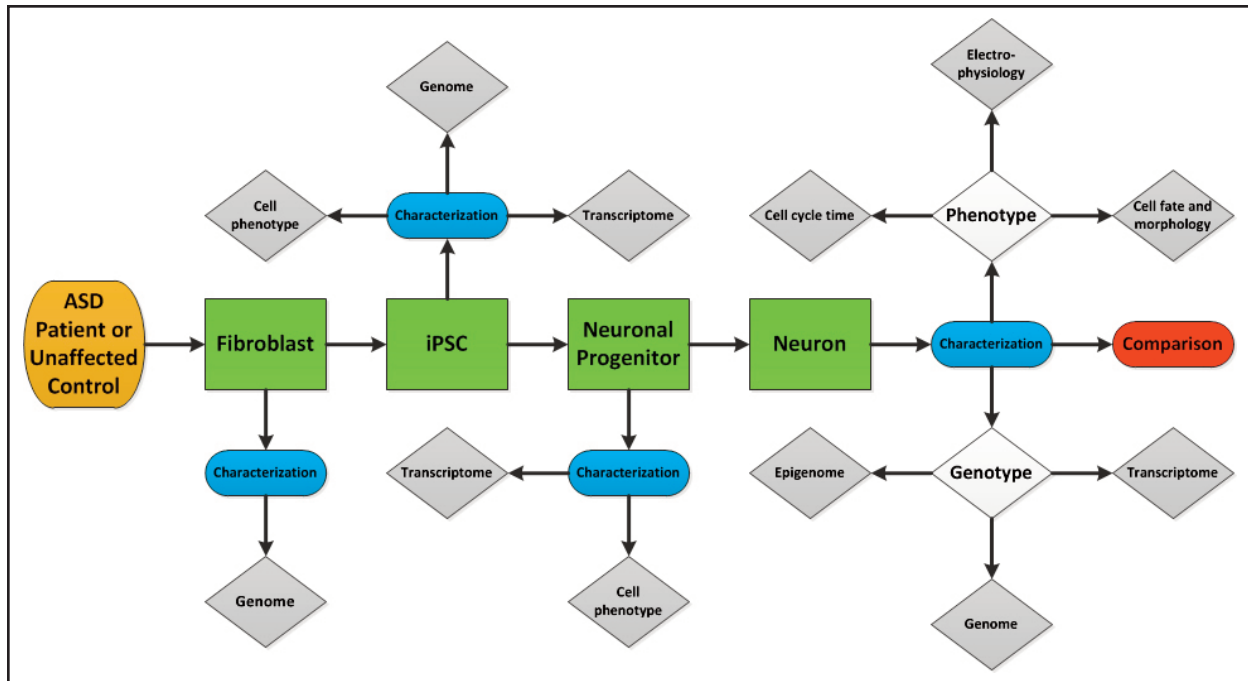 Electro-
physiology
Genome
Cell
phenotype
Characterization
Transcriptome
Cell cycle time
Phenotype
Cell fate and
morphology
ASD
Patient or
Unaffected
Control
Fibroblast
iPSC
Neuronal
Progenitor
Neuron
Characterization
Comparison
Characterization
Transcriptome
Characterization
Epigenome
Genotype
Transcriptome
Genome
Cell
phenotype
Genome